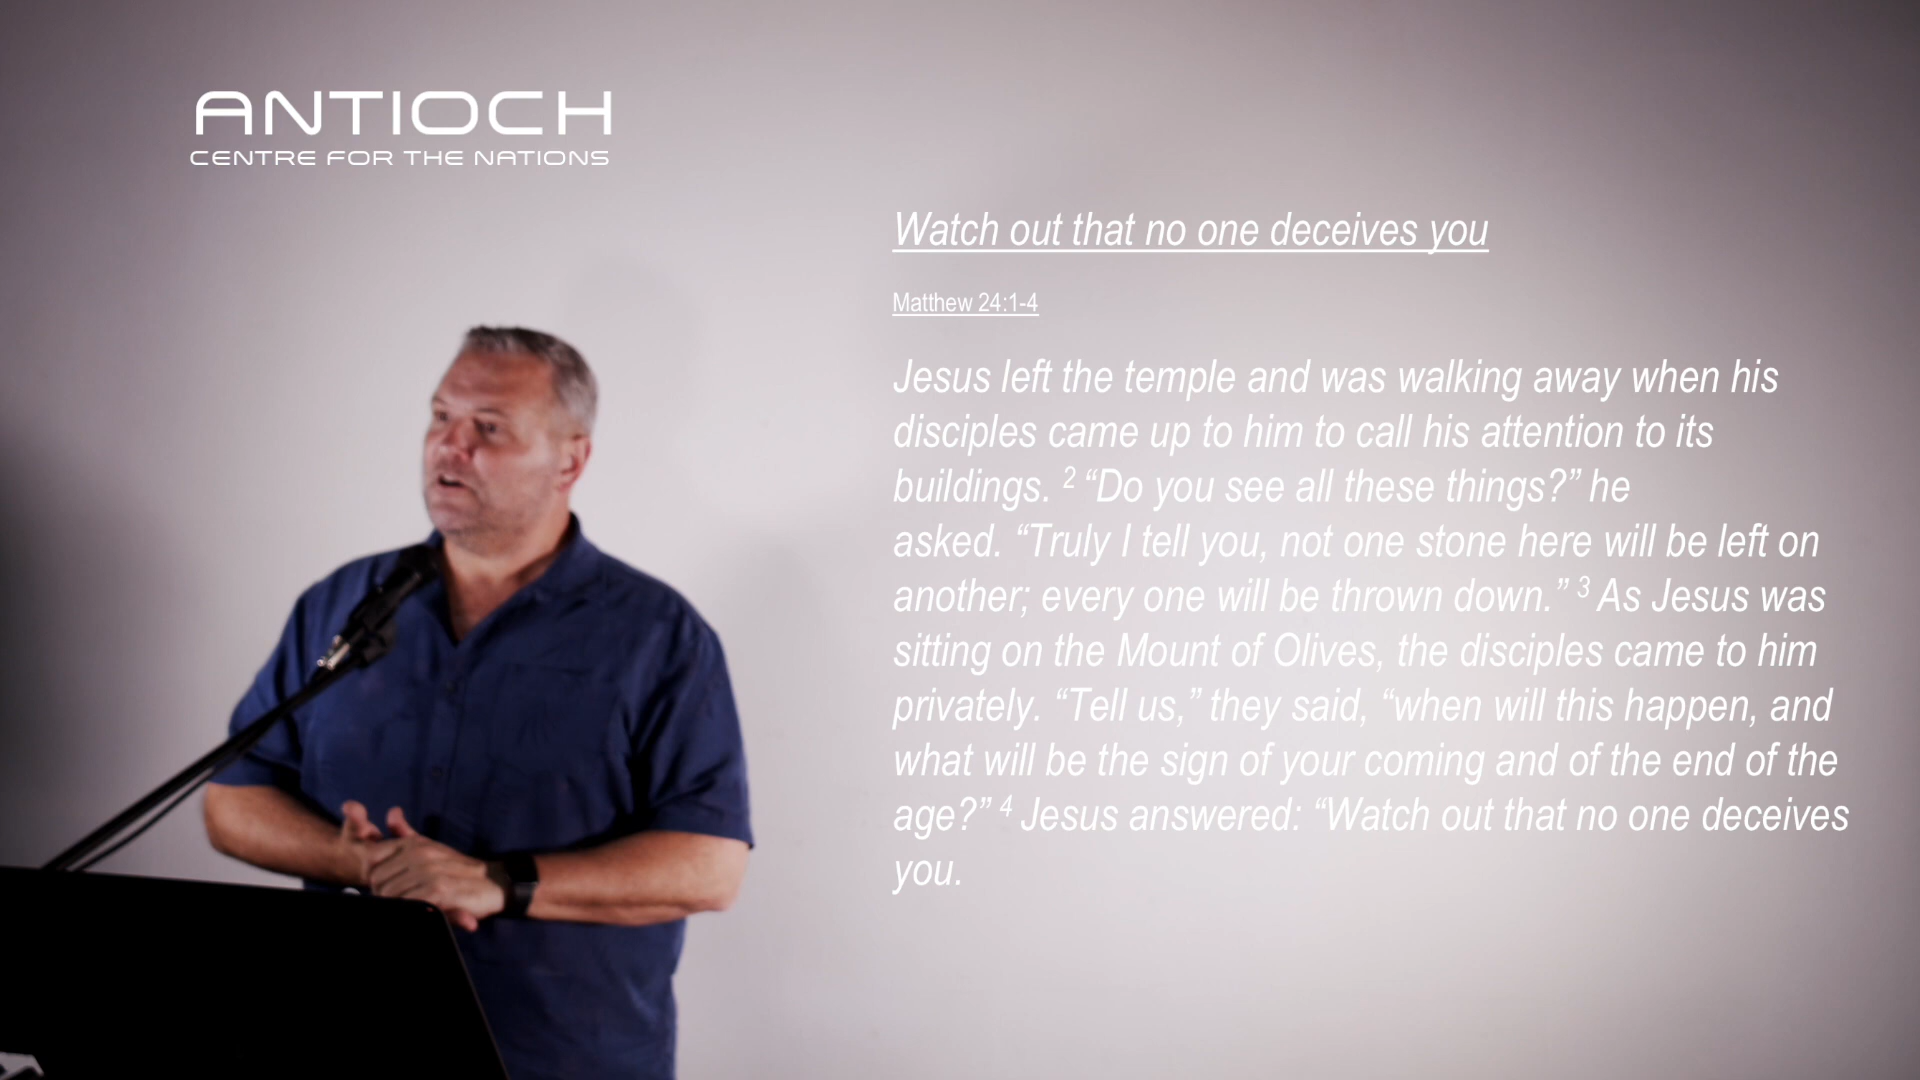 ANTIOCH
CENTRE FOR THE NATIONS
Watch out that no one deceives you
Matthew 24:1-4
Jesus left the temple and was walking away when his
disciples came up to him to call his attention to its
buildings. 2 “Do you see all these things?” he
asked. “Truly I tell you, not one stone here will be left on
another; every one will be thrown down.” 3 As Jesus was
sitting on the Mount of Olives, the disciples came to him
privately. “Tell us,” they said, “when will this happen, and
what will be the sign of your coming and of the end of the
age?” 4 Jesus answered: “Watch out that no one deceives
you.